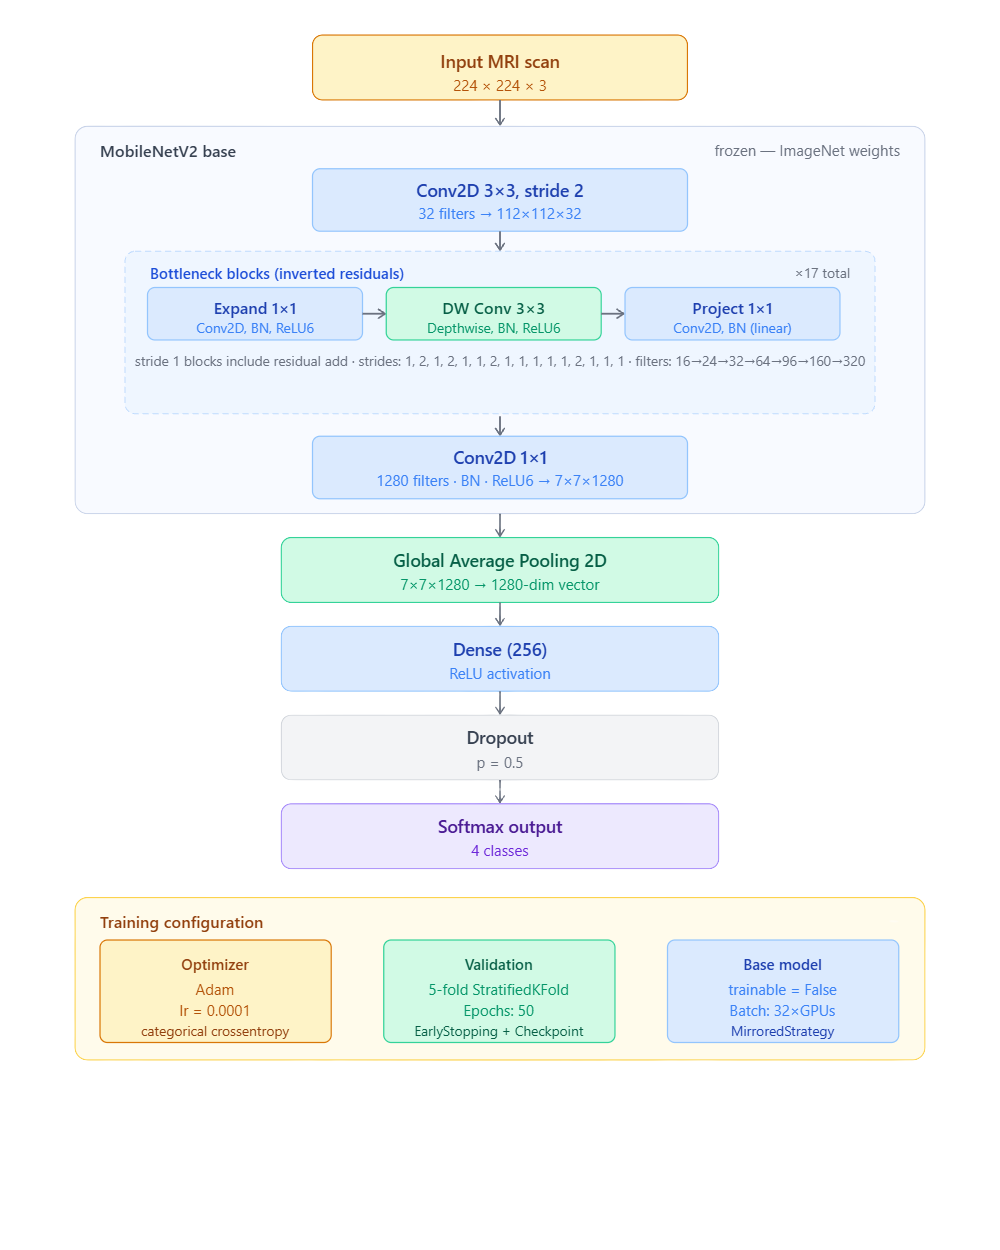 Input MRI scan
224 × 224 × 3
MobileNetV2 base
frozen — ImageNet weights
Conv2D 3×3, stride 2
32 filters → 112×112×32
Bottleneck blocks (inverted residuals)
×17 total
Expand 1×1
Conv2D, BN, ReLU6
DW Conv 3×3
Depthwise, BN, ReLU6
Project 1×1
Conv2D, BN (linear)
stride 1 blocks include residual add · strides: 1, 2, 1, 2, 1, 1, 2, 1, 1, 1, 1, 1, 2, 1, 1, 1 · filters: 16→24→32→64→96→160→320
Conv2D 1×1
1280 filters · BN · ReLU6 → 7×7×1280
Global Average Pooling 2D
7×7×1280 → 1280-dim vector
Dense (256)
ReLU activation
Dropout
p = 0.5
Softmax output
4 classes
Training configuration
Optimizer
Adam
lr = 0.0001
categorical crossentropy
Validation
5-fold StratifiedKFold
Epochs: 50
EarlyStopping + Checkpoint
Base model
trainable = False
Batch: 32×GPUs
MirroredStrategy